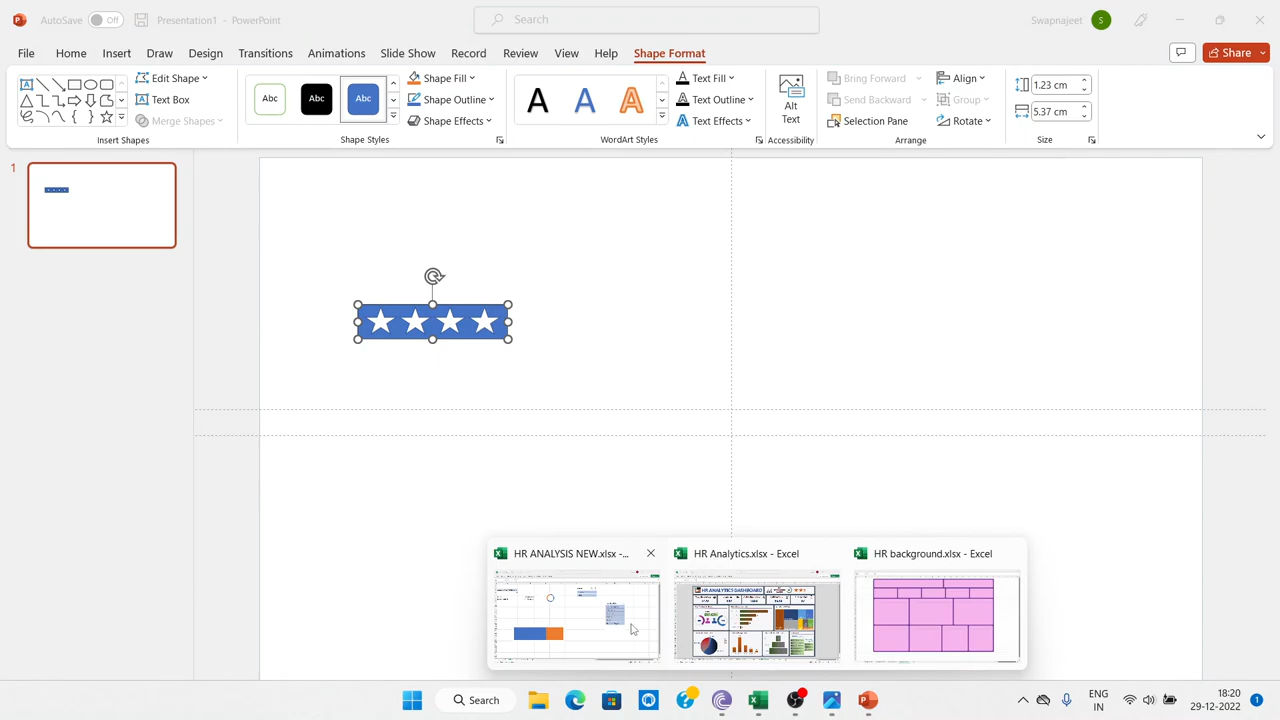 AutoSave Off Presentation1 - PowerPoint Search Swapnajeet S
File Home Insert Draw Design Transitions Animations Slide Show Record Review View Help Shape Format Share
Edit Shape
Text Box
Merge Shapes
Insert Shapes
Abc Abc Abc
Shape Fill
Shape Outline
Shape Effects
Shape Styles
A A A
Text Fill
Text Outline
Text Effects
WordArt Styles
Alt
Text
Accessibility
Bring Forward
Send Backward
Selection Pane
Align
Group
Rotate
Arrange
1.23 cm
5.37 cm
Size
1
HR ANALYSIS NEW.xlsx -... HR Analytics.xlsx - Excel HR background.xlsx - Excel
HR ANALYTICS DASHBOARD
Search
ENG
IN
18:20
29-12-2022
1